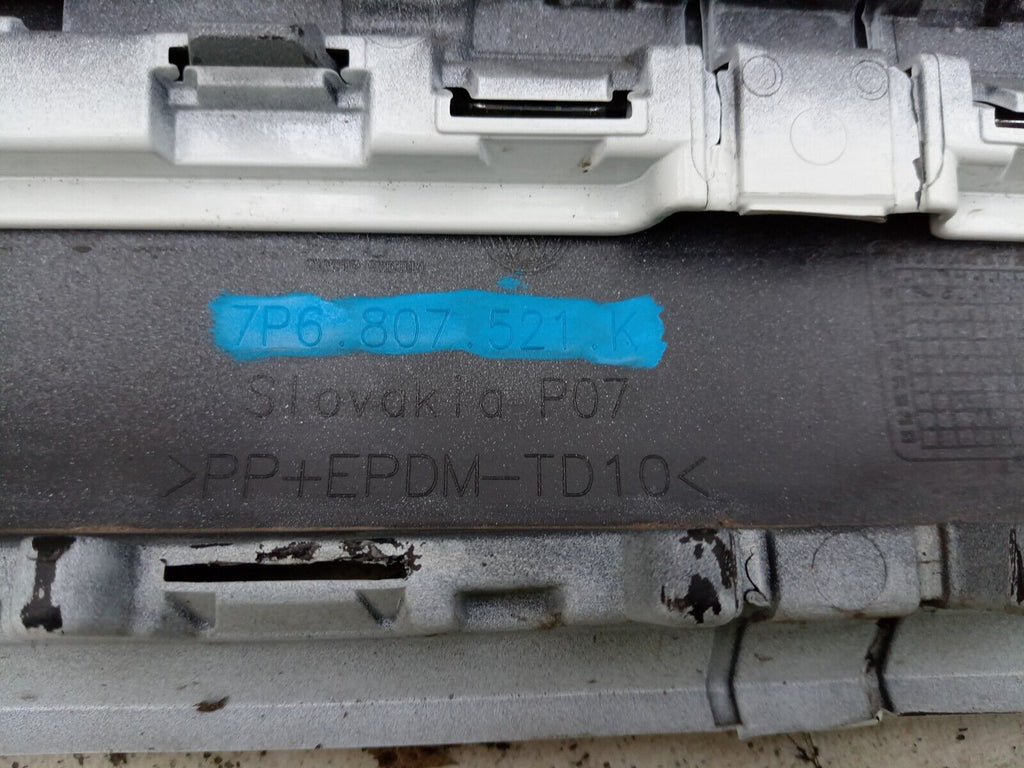 7P6.807.521.K
Slovakia P07
>PP+EPDM-TD10<